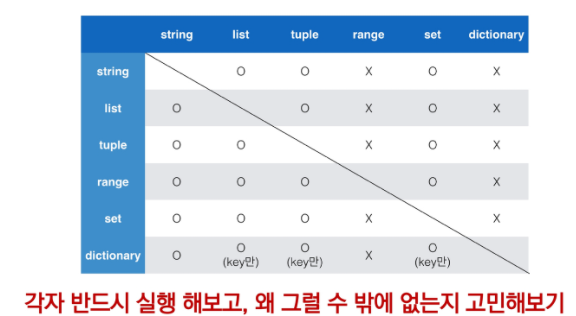 string list tuple range set dictionary
string O O X O X
list O O X O X
tuple O O X O X
range O O O O X
set O O O X X
dictionary O O O X O
(key만) (key만) (key만)
각자 반드시 실행 해보고, 왜 그럴 수 밖에 없는지 고민해보기